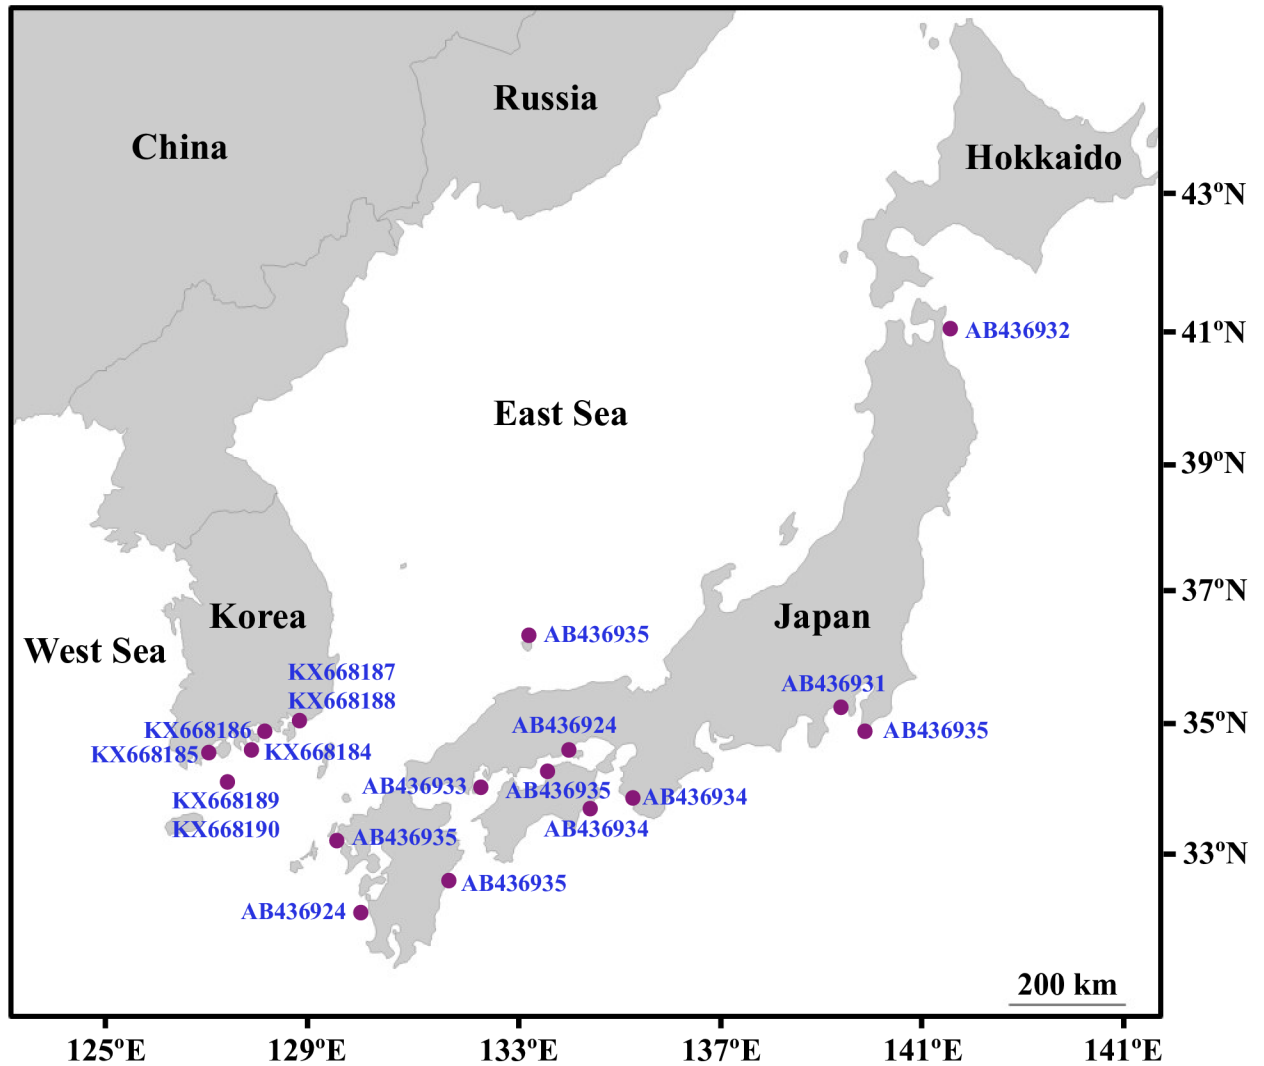 Russia
China
Hokkaido
43ºN
AB436932
41ºN
East Sea
39ºN
37ºN
Korea
Japan
AB436935
West Sea
KX668187
KX668188
AB436931
KX668186
AB436924
35ºN
AB436935
KX668185
KX668184
AB436933
AB436935
AB436934
KX668189
KX668190
AB436934
AB436935
33ºN
AB436935
AB436924
200 km
125ºE
129ºE
133ºE
137ºE
141ºE
141ºE